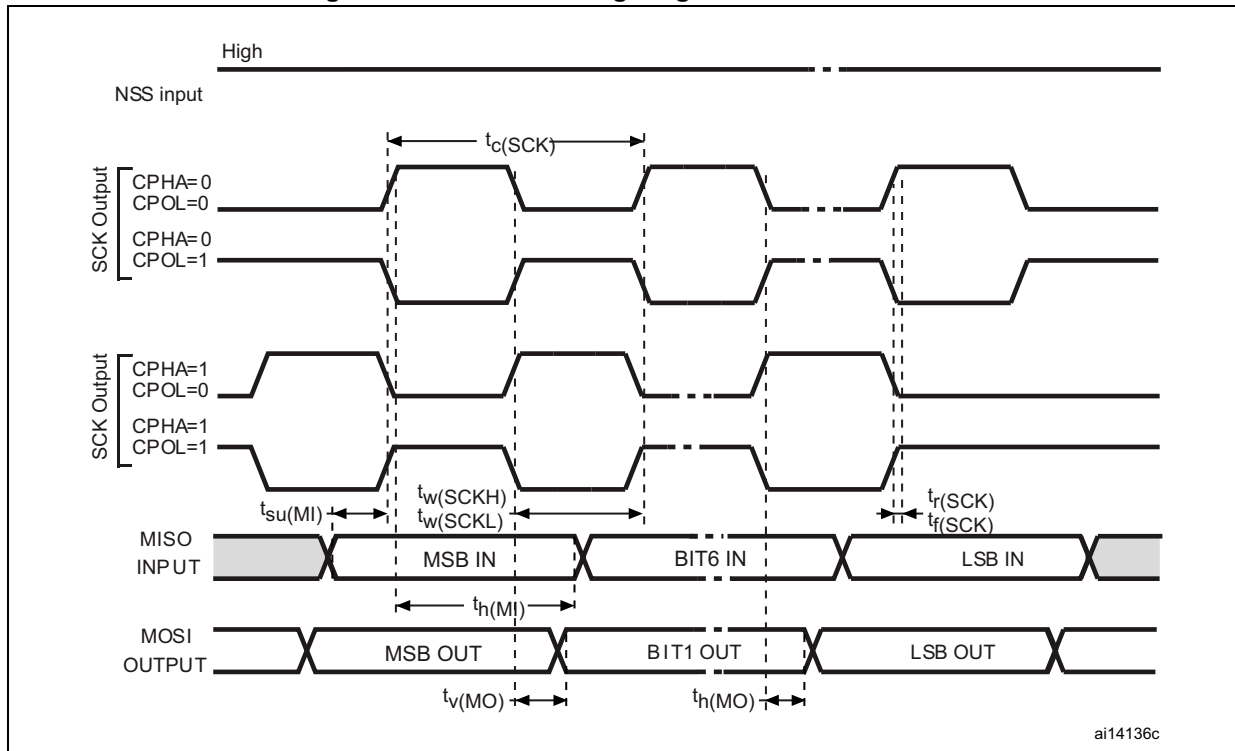 High
NSS input
tc(SCK)
SCK Output
CPHA=0
CPOL=0
CPHA=0
CPOL=1
SCK Output
CPHA=1
CPOL=0
CPHA=1
CPOL=1
tsu(MI)
tw(SCKH)
tw(SCKL)
tr(SCK)
tf(SCK)
MISO
INPUT
MSB IN
BIT6 IN
LSB IN
th(MI)
MOSI
OUTPUT
MSB OUT
BIT1 OUT
LSB OUT
tv(MO)
th(MO)
ai14136c